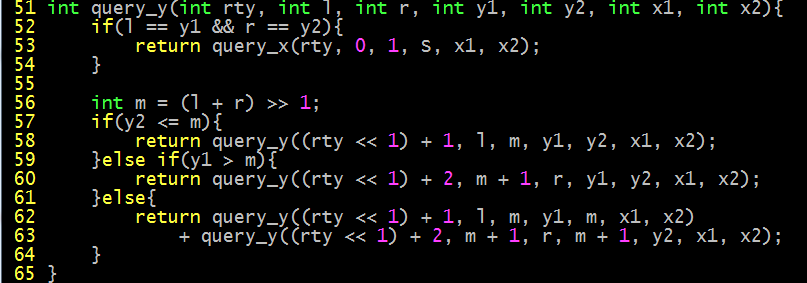 51 int query_y(int rty, int l, int r, int y1, int y2, int x1, int x2){
52     if(l == y1 && r == y2){
53         return query_x(rty, 0, 1, S, x1, x2);
54     }
55
56     int m = (l + r) >> 1;
57     if(y2 <= m){
58         return query_y((rty << 1) + 1, l, m, y1, y2, x1, x2);
59     }else if(y1 > m){
60         return query_y((rty << 1) + 2, m + 1, r, y1, y2, x1, x2);
61     }else{
62         return query_y((rty << 1) + 1, l, m, y1, m, x1, x2)
63             + query_y((rty << 1) + 2, m + 1, r, m + 1, y2, x1, x2);
64     }
65 }